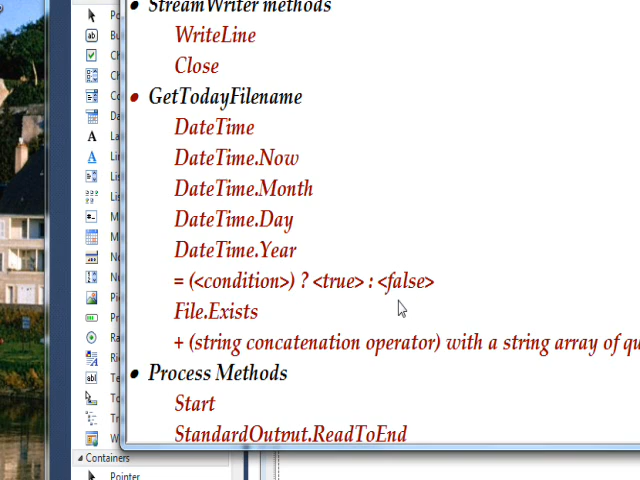 StreamWriter methods
WriteLine
Close
GetTodayFilename
DateTime
DateTime.Now
DateTime.Month
DateTime.Day
DateTime.Year
= (<condition>) ? <true> : <false>
File.Exists
+ (string concatenation operator) with a string array of
Process Methods
Start
StandardOutput.ReadToEnd
Containers
Pointer